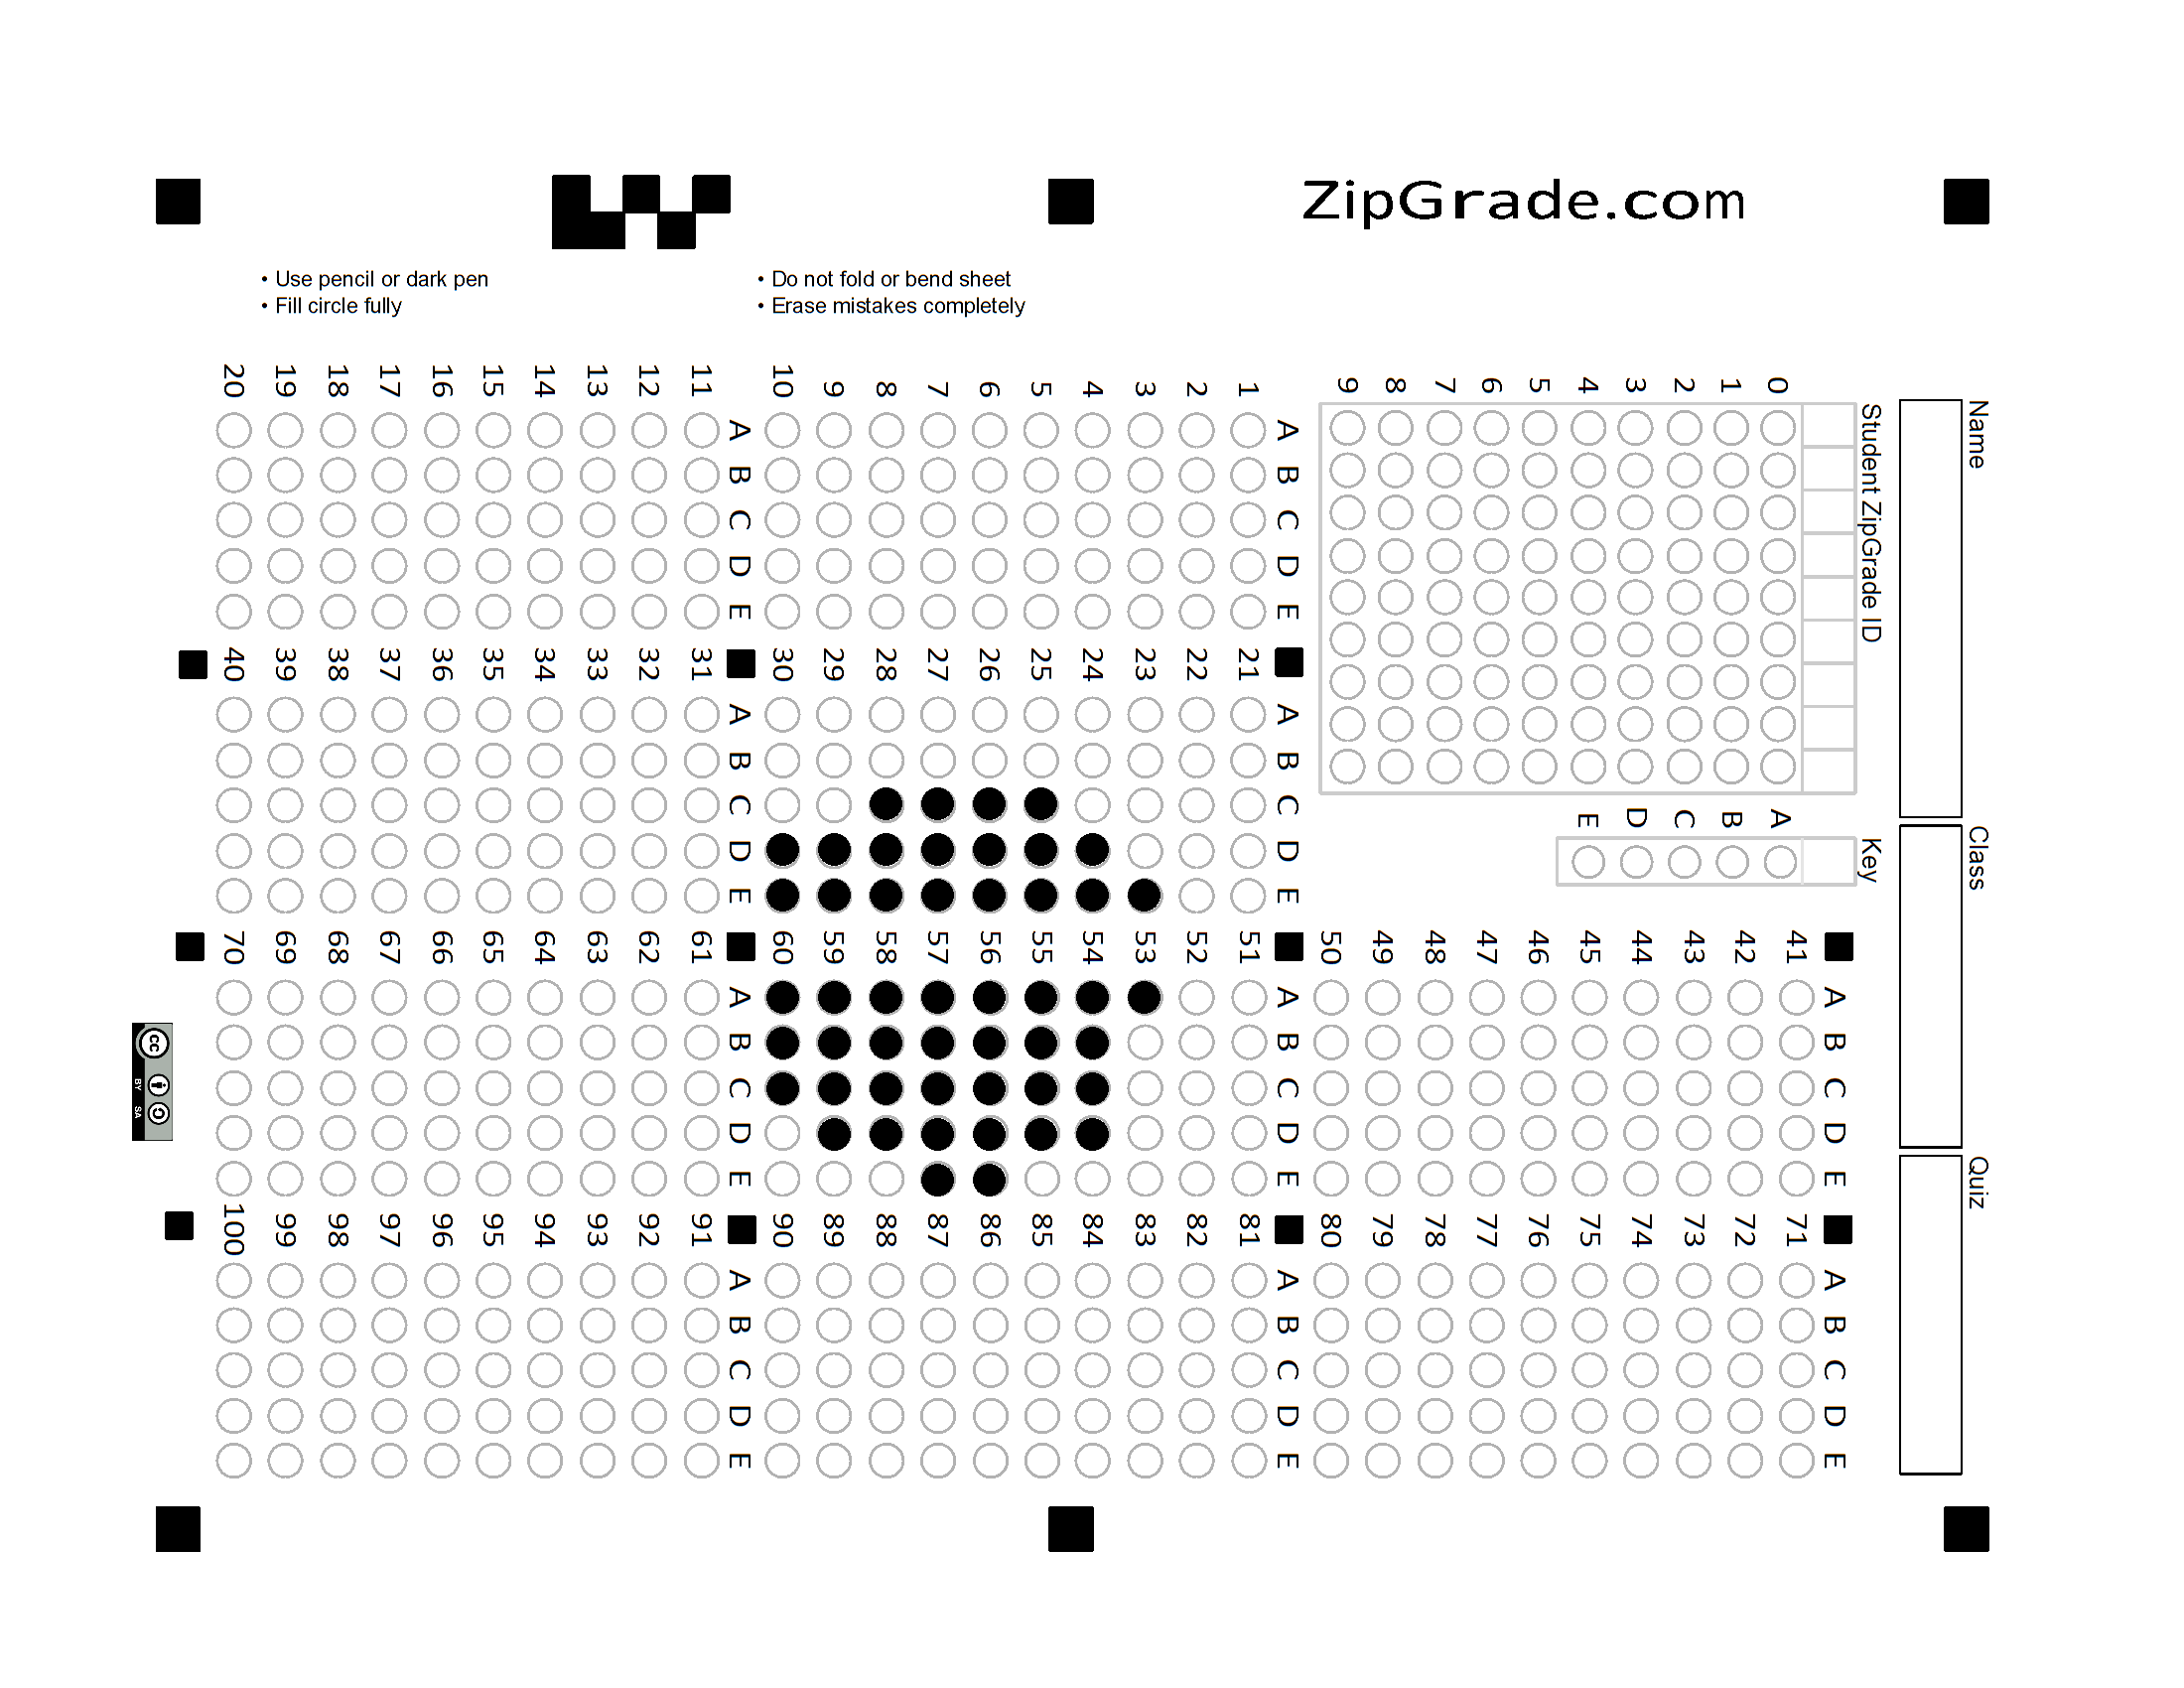 ZipGrade.com
• Use pencil or dark pen
• Fill circle fully
• Do not fold or bend sheet
• Erase mistakes completely
Name
Class
Quiz
Student ZipGrade ID
0 1 2 3 4 5 6 7 8 9
Key
A B C D E
1 2 3 4 5 6 7 8 9 10
A B C D E
11 12 13 14 15 16 17 18 19 20
A B C D E
21 22 23 24 25 26 27 28 29 30
A B C D E
31 32 33 34 35 36 37 38 39 40
A B C D E
41 42 43 44 45 46 47 48 49 50
A B C D E
51 52 53 54 55 56 57 58 59 60
A B C D E
61 62 63 64 65 66 67 68 69 70
A B C D E
71 72 73 74 75 76 77 78 79 80
A B C D E
81 82 83 84 85 86 87 88 89 90
A B C D E
91 92 93 94 95 96 97 98 99 100
A B C D E
cc BY SA